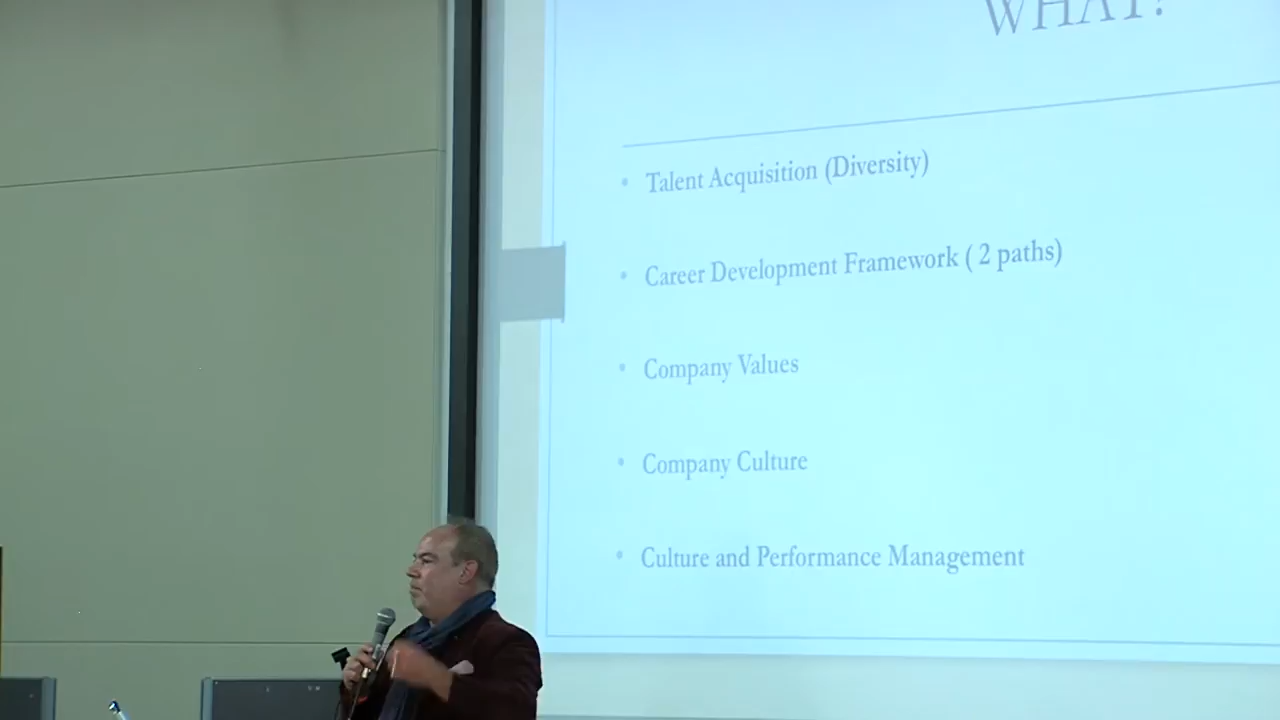 WHAT?
• Talent Acquisition (Diversity)
• Career Development Framework ( 2 paths)
• Company Values
• Company Culture
• Culture and Performance Management